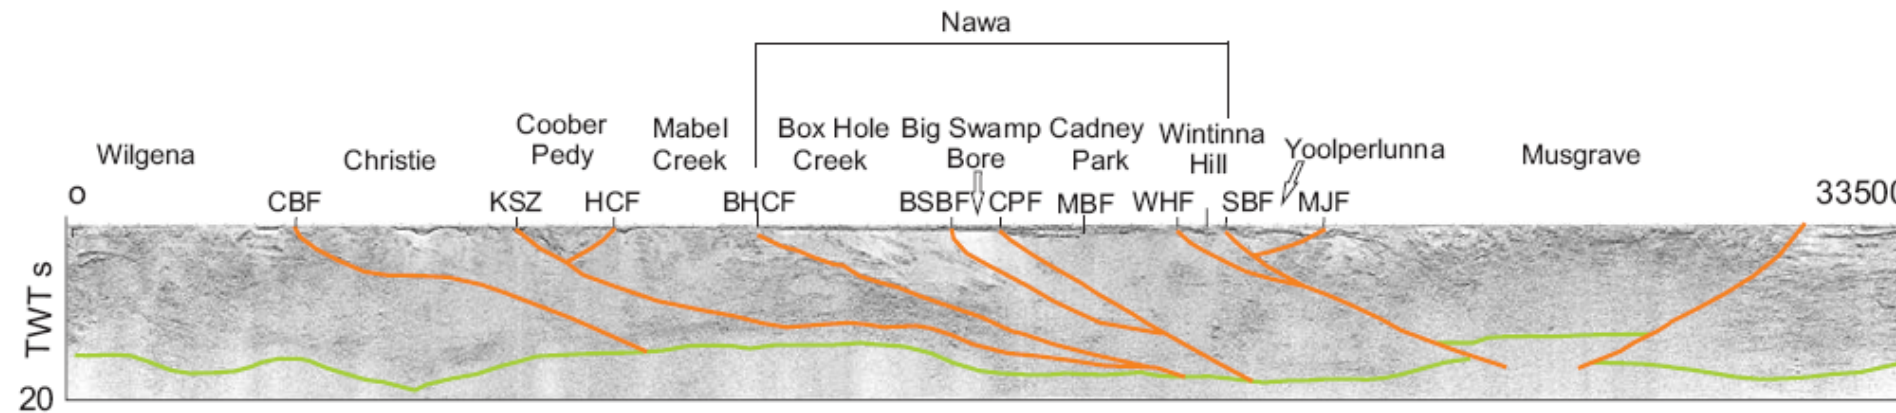 Nawa
Coober Mabel Box Hole Big Swamp Cadney Wintinna
Wilgena Christie Pedy Creek Creek Bore Park Hill Yoolperlunna Musgrave
O CBF KSZ HCF BHCF BSBF CPF MBF WHF SBF MJF 33500
TWT s
20